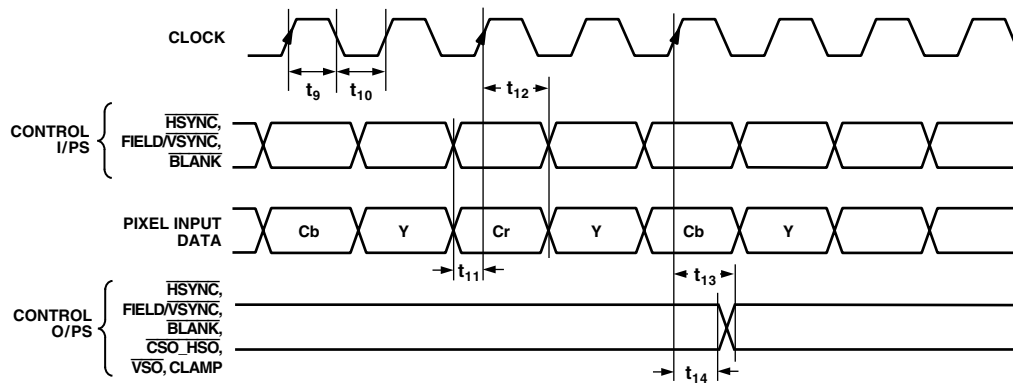 CLOCK
t9
t10
t12
CONTROL
I/PS
HSYNC,
FIELD/VSYNC,
BLANK
PIXEL INPUT
DATA
Cb
Y
Cr
Y
Cb
Y
t11
t13
CONTROL
O/PS
HSYNC,
FIELD/VSYNC,
BLANK,
CSO_HSO,
VSO, CLAMP
t14